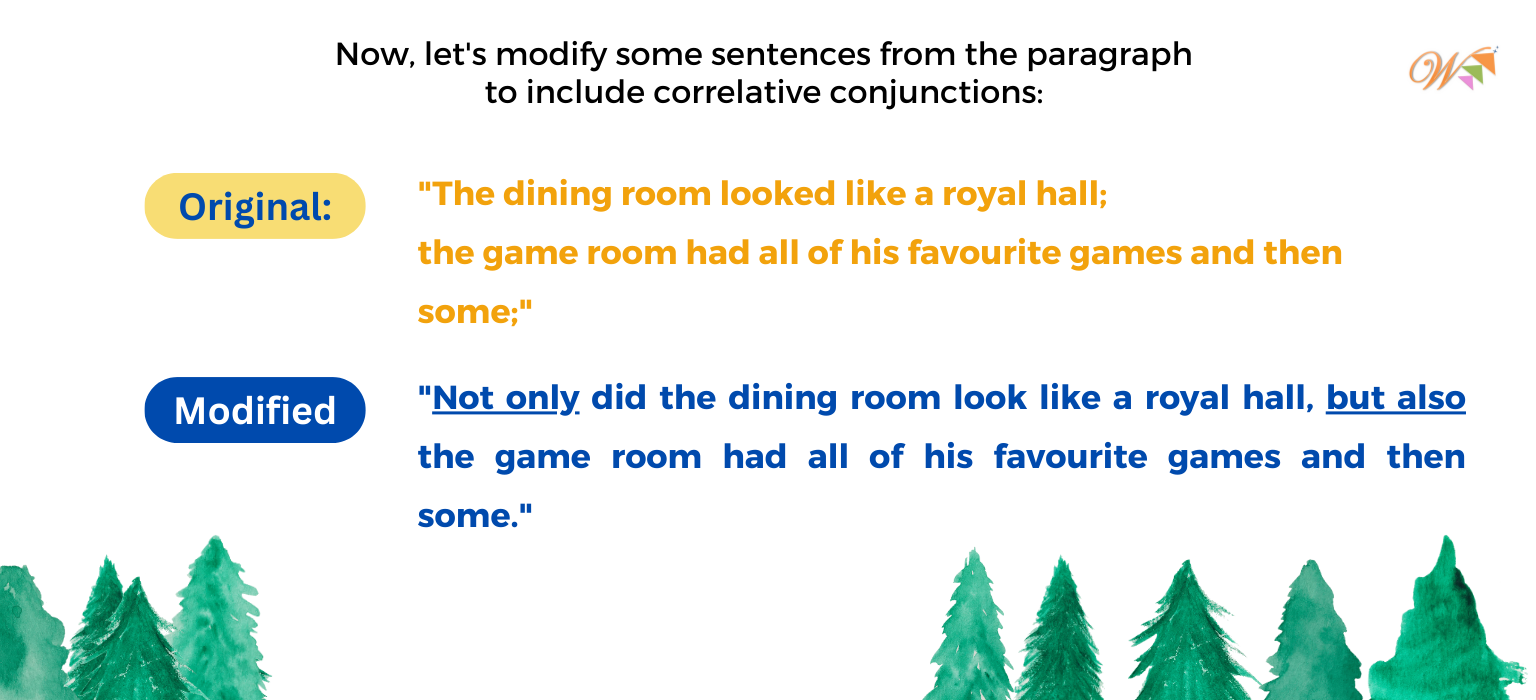 Now, let's modify some sentences from the paragraph
to include correlative conjunctions:
Original:
"The dining room looked like a royal hall;
the game room had all of his favourite games and then
some;"
Modified
"Not only did the dining room look like a royal hall, but also
the game room had all of his favourite games and then
some."
W